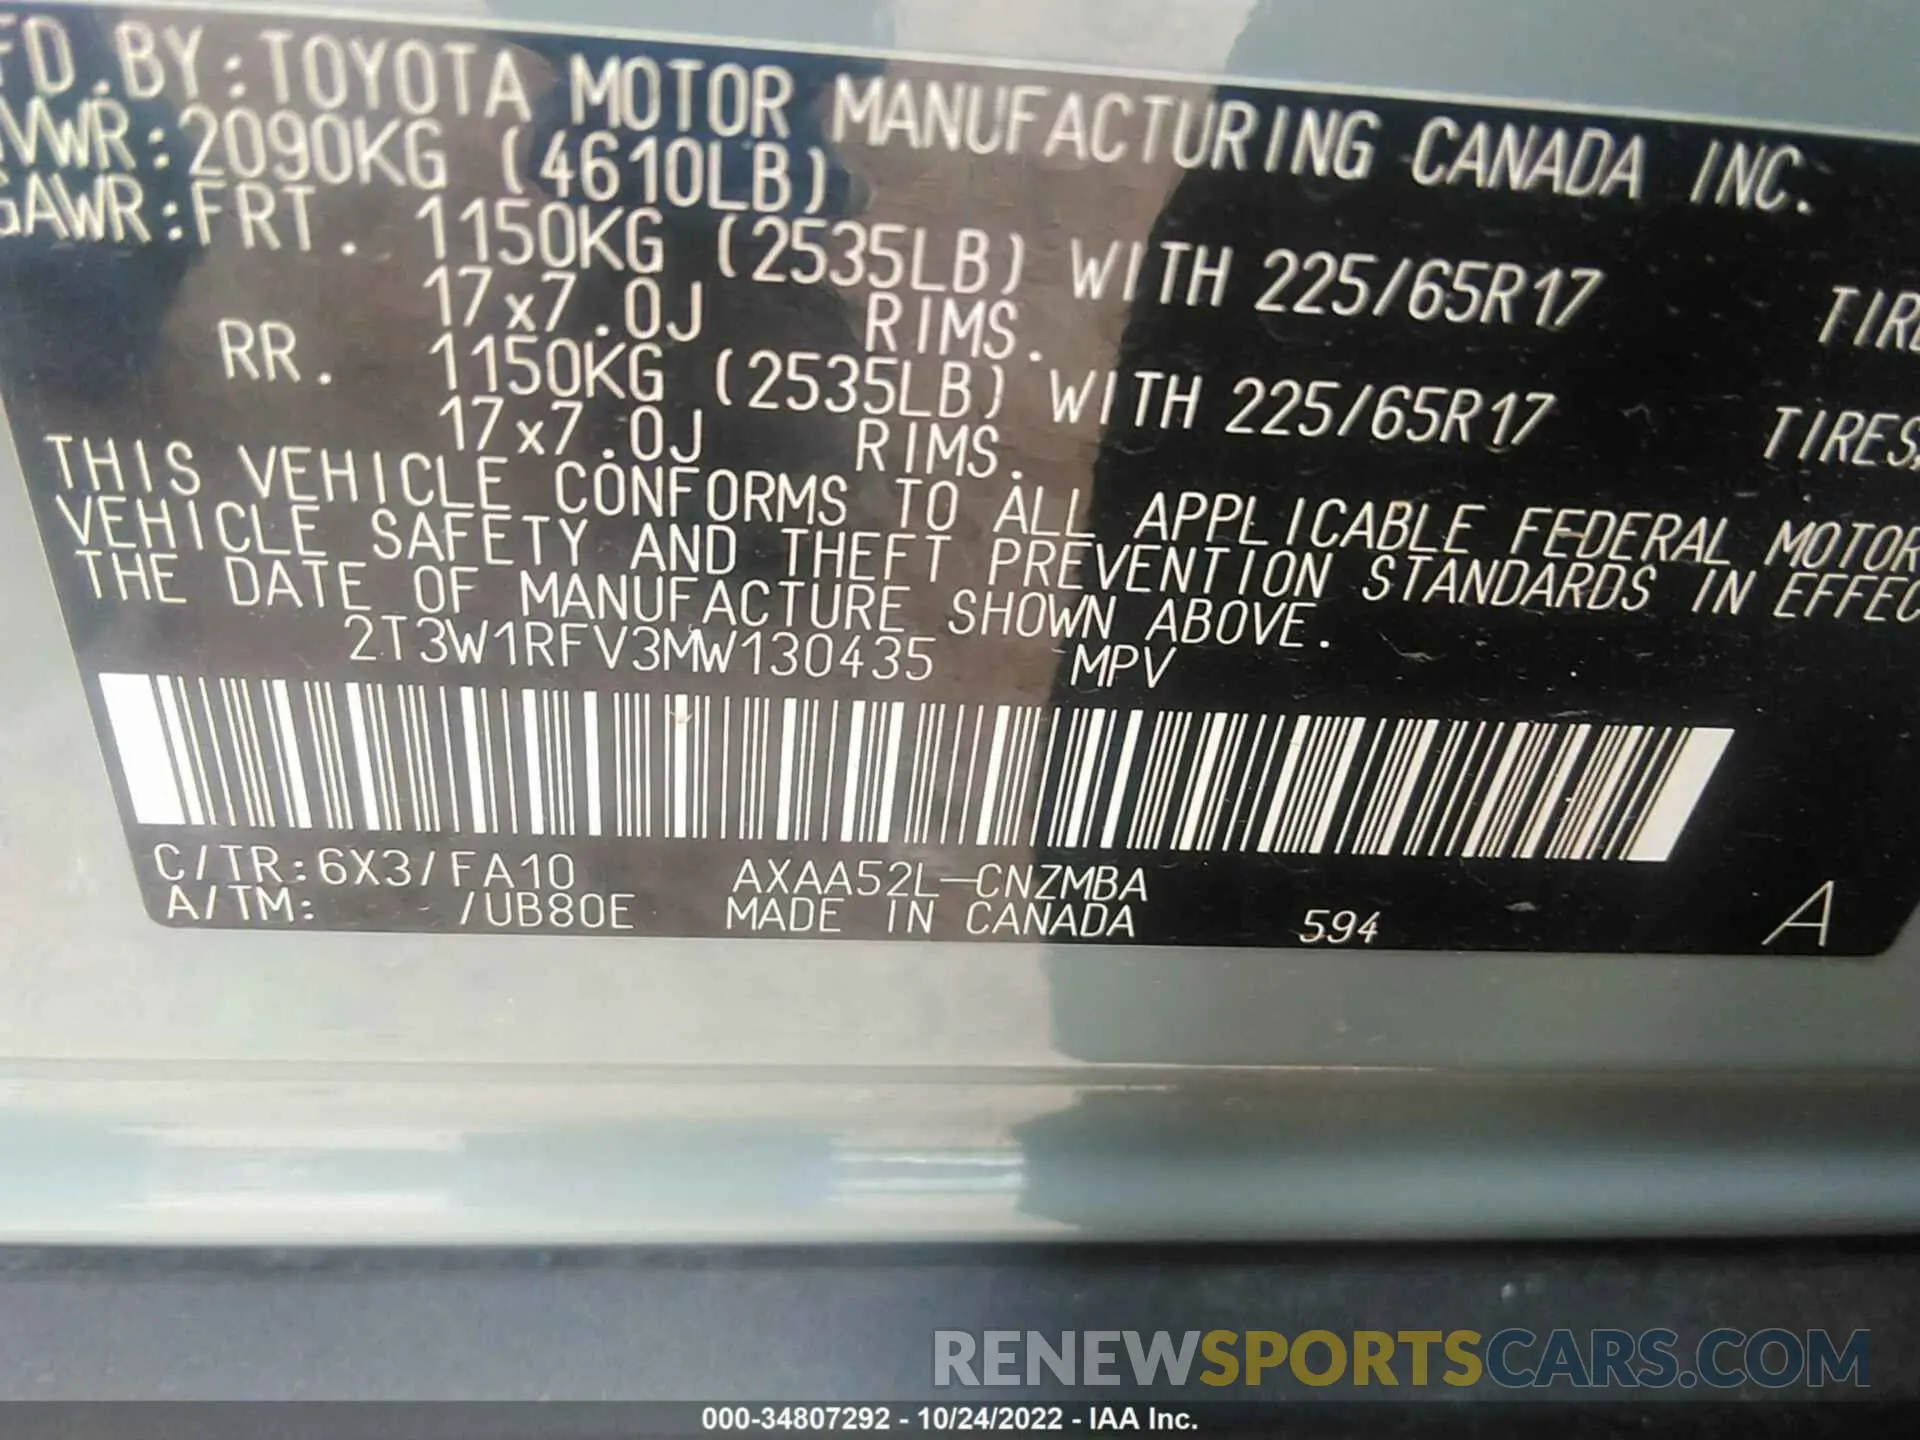 FD.BY:TOYOTA MOTOR MANUFACTURING CANADA INC.
VWR:2090KG (4610LB)
GAWR:FRT. 1150KG (2535LB) WITH 225/65R17 TIRE
17x7.0J RIMS.
RR. 1150KG (2535LB) WITH 225/65R17 TIRES,
17x7.0J RIMS.
THIS VEHICLE CONFORMS TO ALL APPLICABLE FEDERAL MOTOR
VEHICLE SAFETY AND THEFT PREVENTION STANDARDS IN EFFEC
THE DATE OF MANUFACTURE SHOWN ABOVE.
2T3W1RFV3MW130435 MPV
C/TR:6X3/FA10 AXAA52L-CNZMBA
A/TM: /UB80E MADE IN CANADA 594 A
RENEWSPORTSCARS.COM
000-34807292 - 10/24/2022 - IAA Inc.